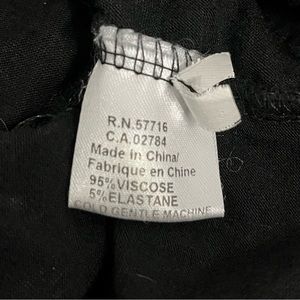 R.N.57716
C.A.02784
Made in China/
Fabrique en Chine
95%VISCOSE
5%ELASTANE
COLD GENTLE MACHINE